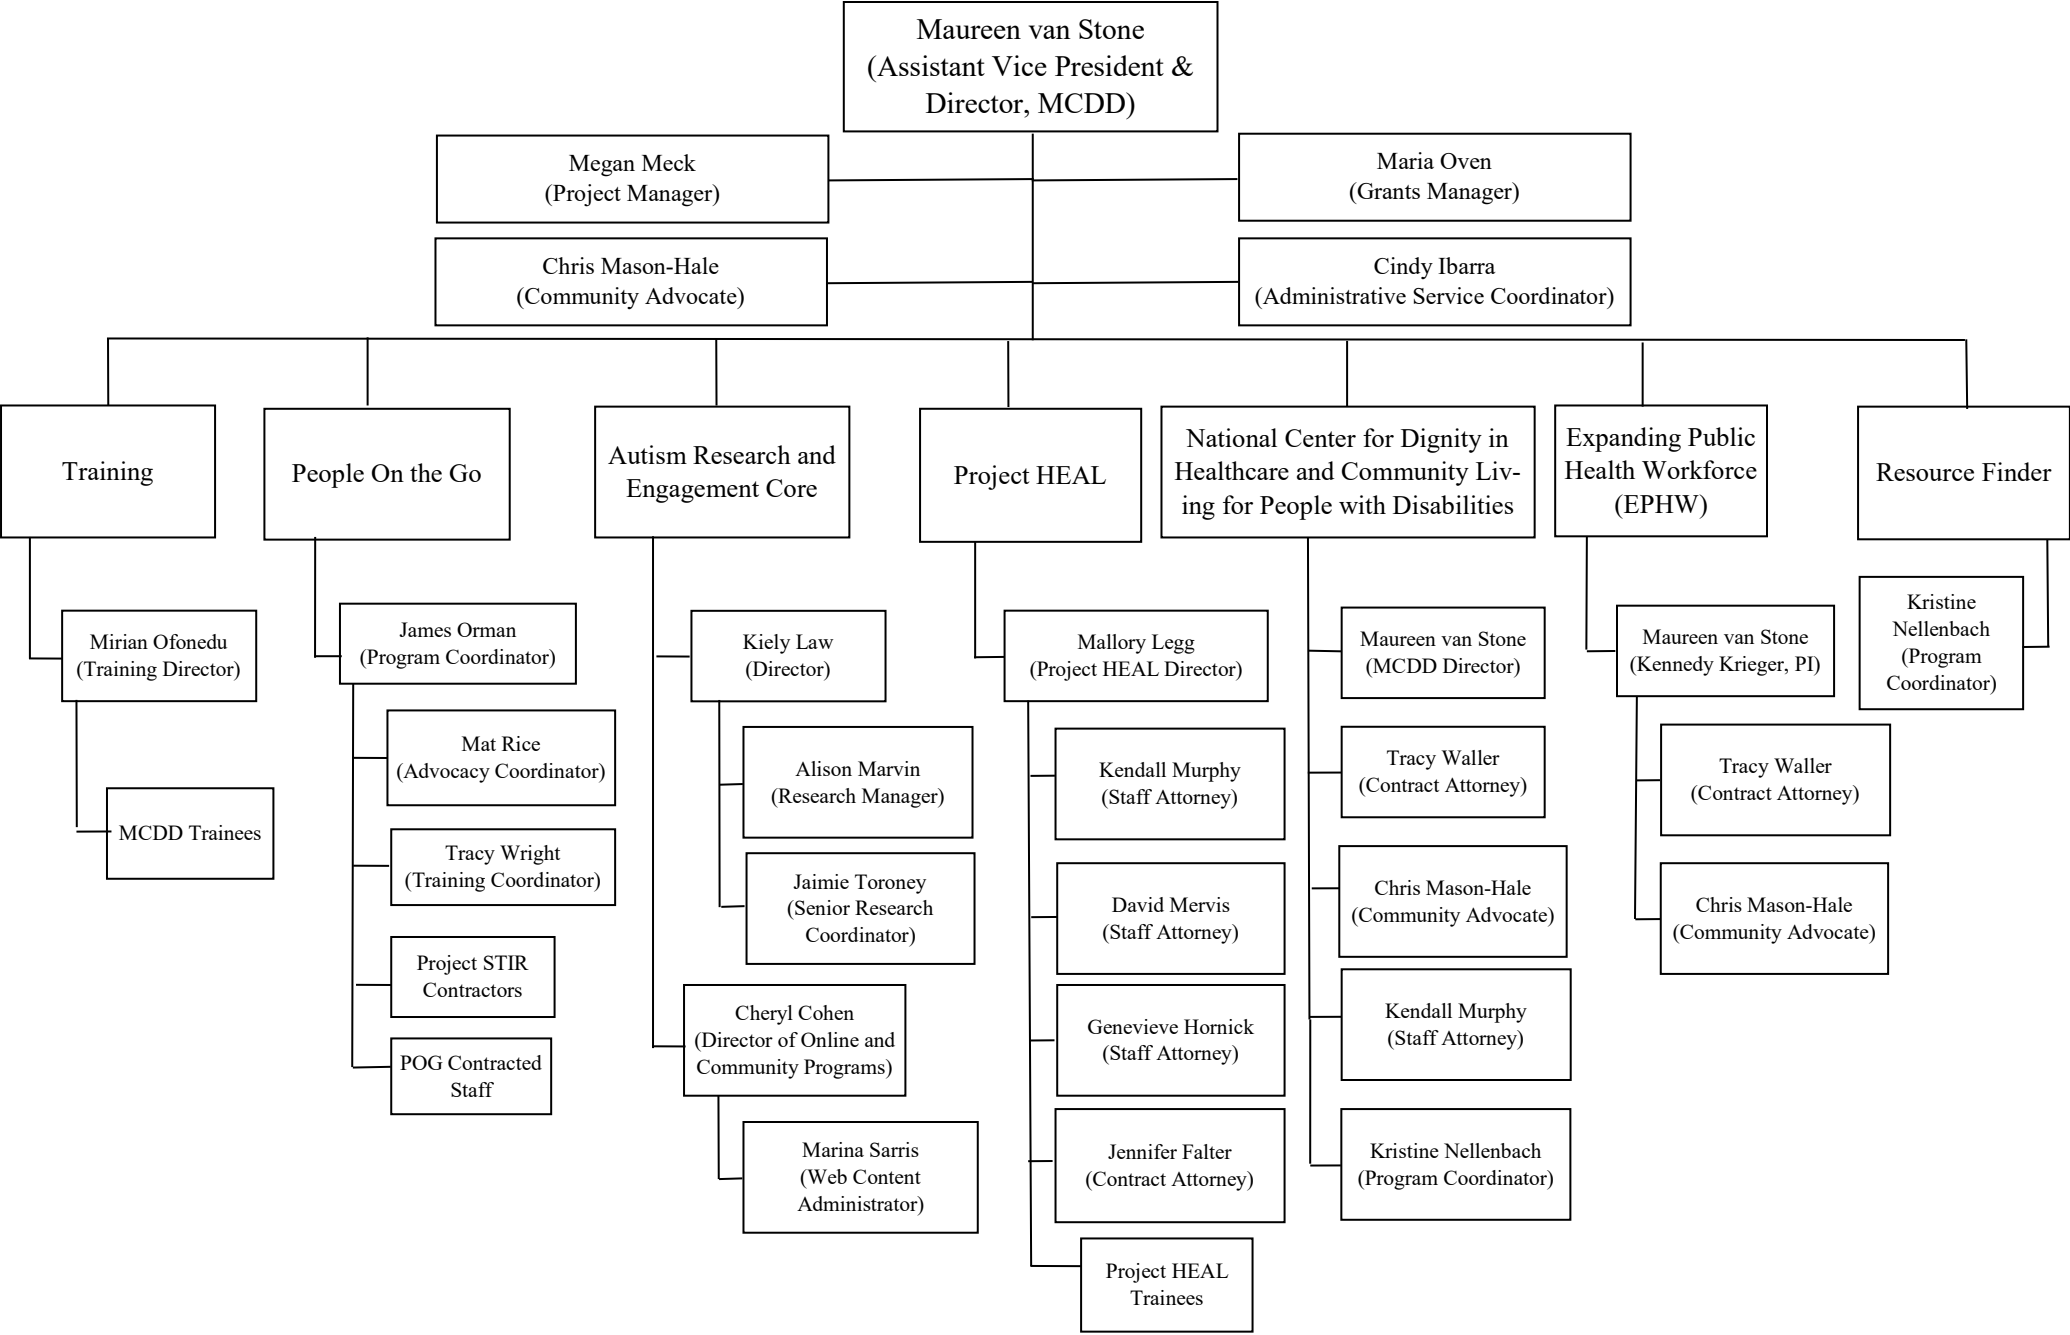 Maureen van Stone
(Assistant Vice President &
Director, MCDD)
Megan Meck
(Project Manager)
Maria Oven
(Grants Manager)
Chris Mason-Hale
(Community Advocate)
Cindy Ibarra
(Administrative Service Coordinator)
Training
People On the Go
Autism Research and
Engagement Core
Project HEAL
National Center for Dignity in
Healthcare and Community Liv-
ing for People with Disabilities
Expanding Public
Health Workforce
(EPHW)
Resource Finder
Mirian Ofonedu
(Training Director)
MCDD Trainees
James Orman
(Program Coordinator)
Mat Rice
(Advocacy Coordinator)
Tracy Wright
(Training Coordinator)
Project STIR
Contractors
POG Contracted
Staff
Kiely Law
(Director)
Alison Marvin
(Research Manager)
Jaimie Toroney
(Senior Research
Coordinator)
Cheryl Cohen
(Director of Online and
Community Programs)
Marina Sarris
(Web Content
Administrator)
Mallory Legg
(Project HEAL Director)
Kendall Murphy
(Staff Attorney)
David Mervis
(Staff Attorney)
Genevieve Hornick
(Staff Attorney)
Jennifer Falter
(Contract Attorney)
Project HEAL
Trainees
Maureen van Stone
(MCDD Director)
Tracy Waller
(Contract Attorney)
Chris Mason-Hale
(Community Advocate)
Kendall Murphy
(Staff Attorney)
Kristine Nellenbach
(Program Coordinator)
Maureen van Stone
(Kennedy Krieger, PI)
Tracy Waller
(Contract Attorney)
Chris Mason-Hale
(Community Advocate)
Kristine
Nellenbach
(Program
Coordinator)